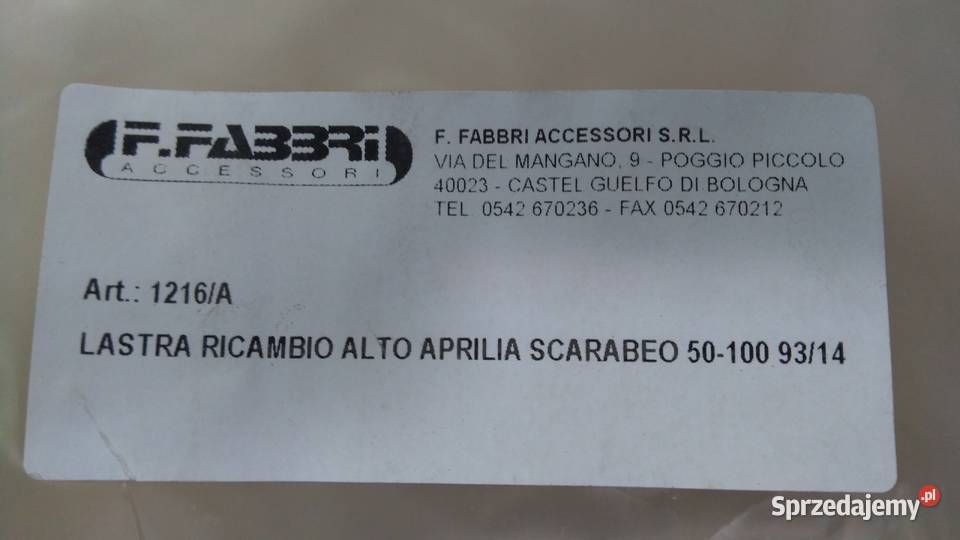 F.FABBRI
ACCESSORI
F. FABBRI ACCESSORI S.R.L.
VIA DEL MANGANO, 9 - POGGIO PICCOLO
40023 - CASTEL GUELFO DI BOLOGNA
TEL. 0542 670236 - FAX 0542 670212
Art.: 1216/A
LASTRA RICAMBIO ALTO APRILIA SCARABEO 50-100 93/14
Sprzedajemy.pl